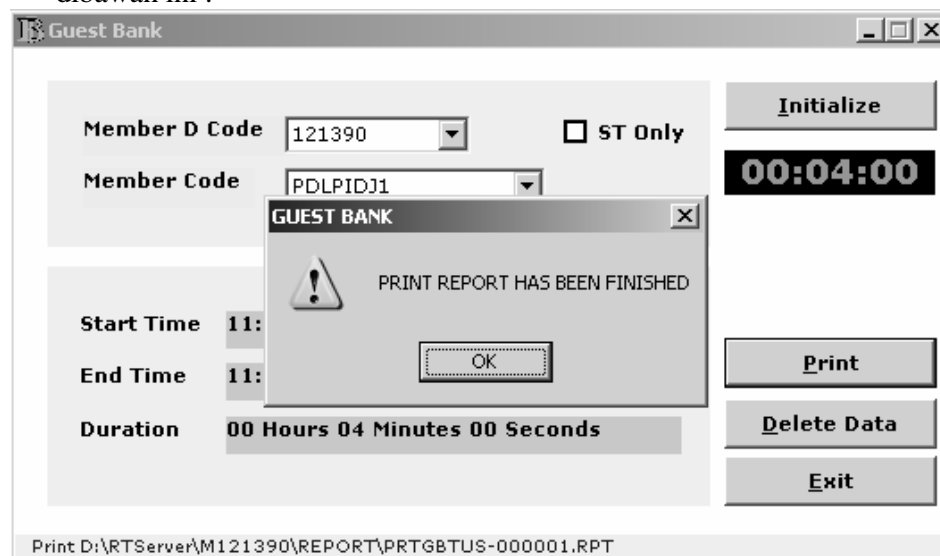 Guest Bank
Initialize
Member D Code 121390 ST Only
00:04:00
Member Code PDLPIDJ1
GUEST BANK
PRINT REPORT HAS BEEN FINISHED
Start Time 11:
OK
Print
End Time 11:
Duration 00 Hours 04 Minutes 00 Seconds
Delete Data
Exit
Print D:\RTServer\M121390\REPORT\PRTGBTUS-000001.RPT